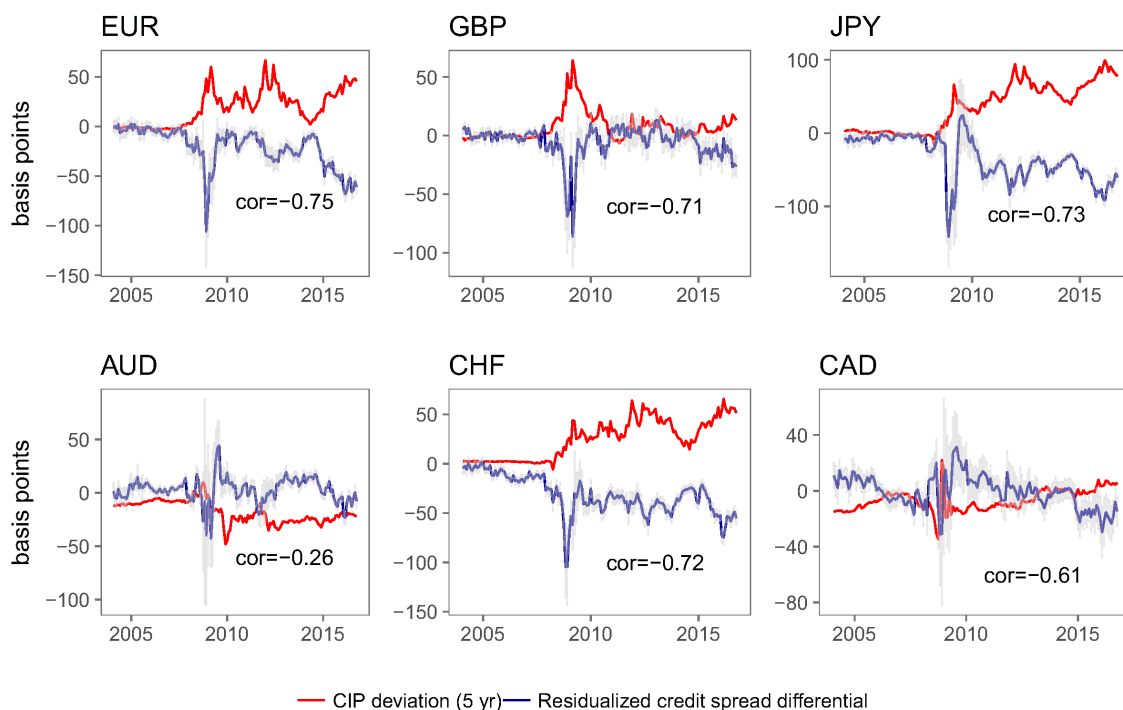 EUR
GBP
JPY
basis points
50
0
−50
−100
−150
cor=−0.75
2005
2010
2015
50
0
−50
−100
cor=−0.71
2005
2010
2015
100
0
−100
cor=−0.73
2005
2010
2015
AUD
CHF
CAD
basis points
50
0
−50
−100
cor=−0.26
2005
2010
2015
50
0
−50
−100
−150
cor=−0.72
2005
2010
2015
40
0
−40
−80
cor=−0.61
2005
2010
2015
CIP deviation (5 yr) Residualized credit spread differential